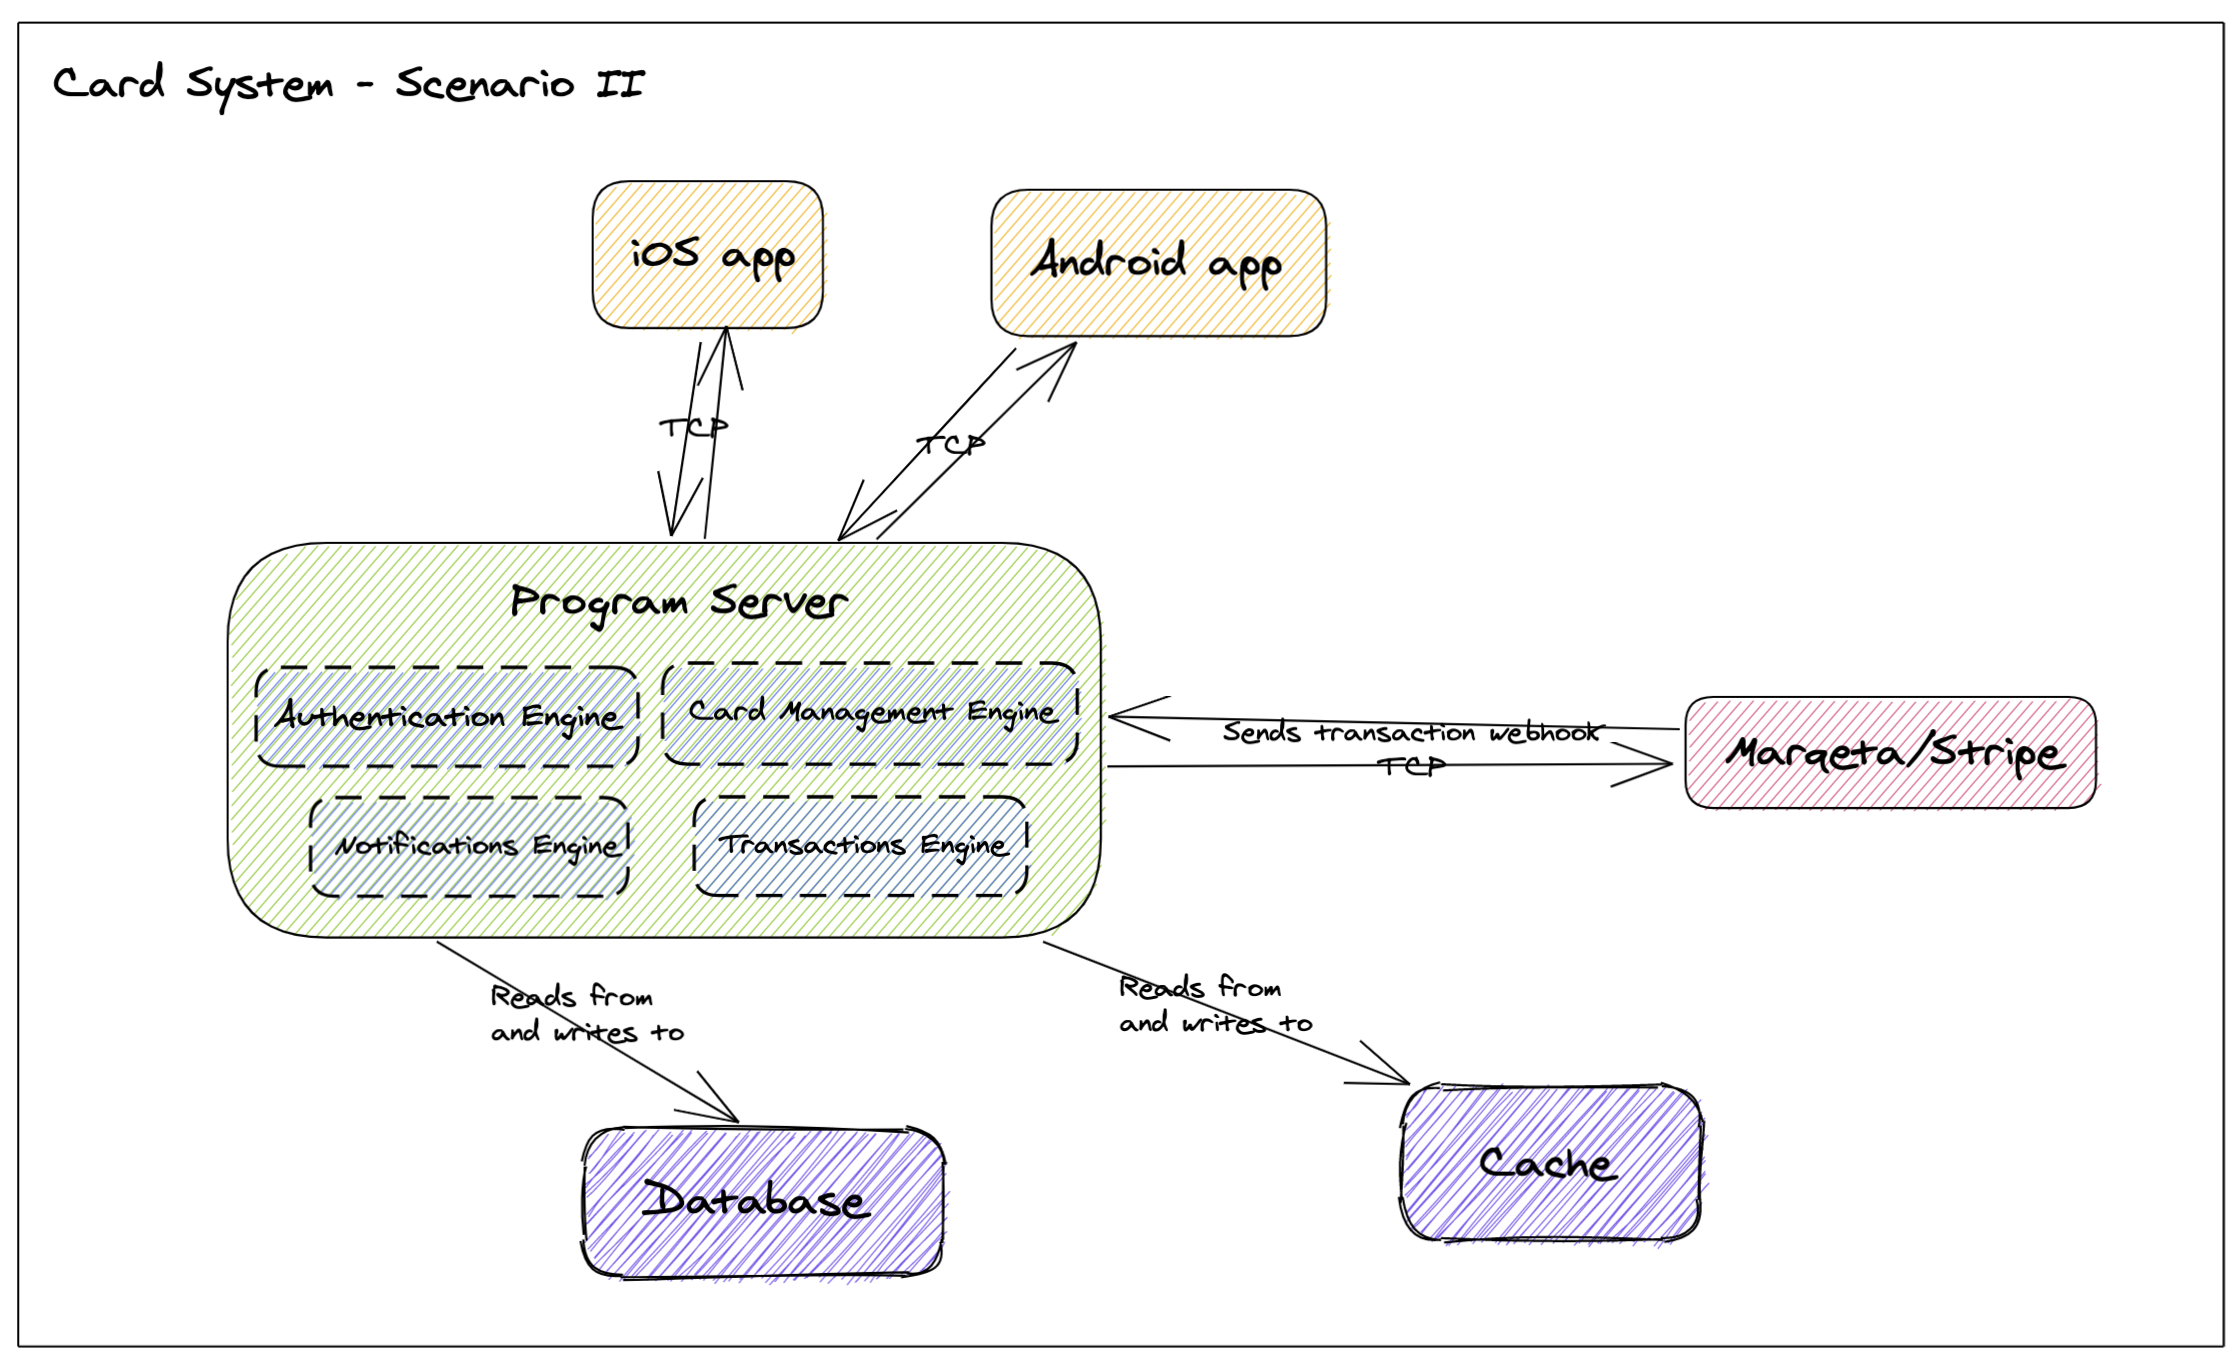 Card System - Scenario II
iOS app
Android app
TCP
TCP
Program Server
Authentication Engine
Card Management Engine
Notifications Engine
Transactions Engine
Sends transaction webhook
TCP
Marqeta/Stripe
Reads from
and writes to
Reads from
and writes to
Database
Cache